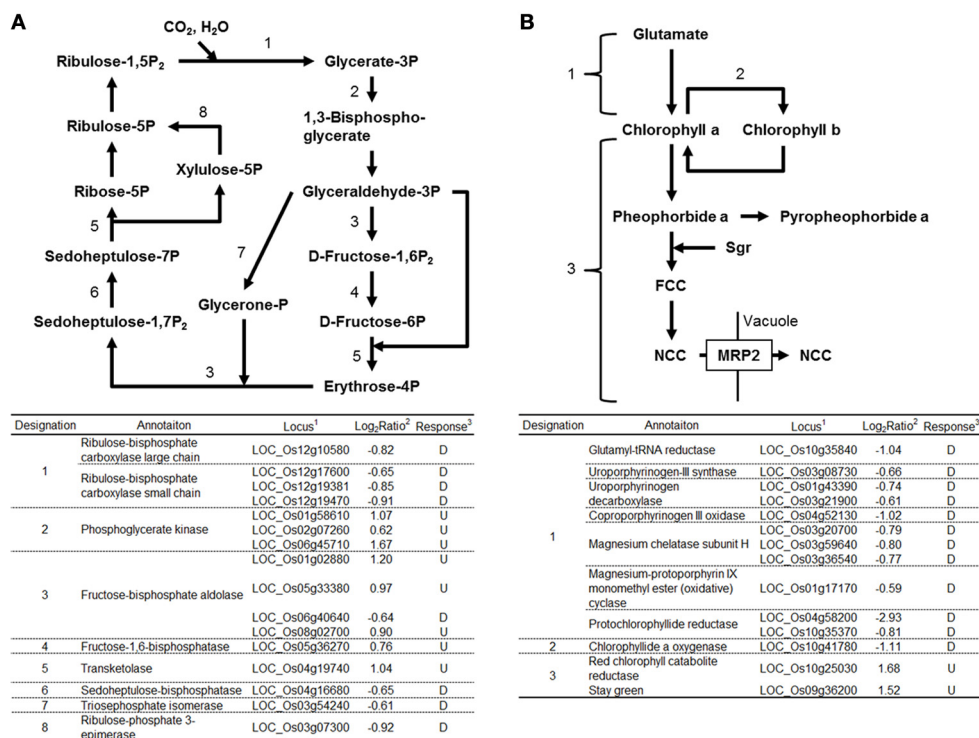 A
CO2, H2O
1
Ribulose-1,5P2
Glycerate-3P
2
8
1,3-Bisphospho-
glycerate
Ribulose-5P
Xylulose-5P
Ribose-5P
Glyceraldehyde-3P
5
3
7
Sedoheptulose-7P
D-Fructose-1,6P2
6
4
Glycerone-P
Sedoheptulose-1,7P2
D-Fructose-6P
5
3
Erythrose-4P
Designation Annotaiton Locus1 Log2Ratio2 Response3
1 Ribulose-bisphosphate
carboxylase large chain LOC_Os12g10580 -0.82 D
Ribulose-bisphosphate
carboxylase small chain
LOC_Os12g17600 -0.65 D
LOC_Os12g19381 -0.85 D
LOC_Os12g19470 -0.91 D
2 Phosphoglycerate kinase
LOC_Os01g58610 1.07 U
LOC_Os02g07260 0.62 U
LOC_Os06g45710 1.67 U
3 Fructose-bisphosphate aldolase
LOC_Os01g02880 1.20 U
LOC_Os05g33380 0.97 U
LOC_Os06g40640 -0.64 D
LOC_Os08g02700 0.90 U
4 Fructose-1,6-bisphosphatase LOC_Os05g36270 0.76 U
5 Transketolase LOC_Os04g19740 1.04 U
6 Sedoheptulose-bisphosphatase LOC_Os04g16680 -0.65 D
7 Triosephosphate isomerase LOC_Os03g54240 -0.61 D
8 Ribulose-phosphate 3-
epimerase LOC_Os03g07300 -0.92 D
B
Glutamate
1
2
Chlorophyll a
Chlorophyll b
Pheophorbide a
Pyropheophorbide a
3
Sgr
FCC
Vacuole
NCC
MRP2
NCC
Designation Annotaiton Locus1 Log2Ratio2 Response3
1 Glutamyl-tRNA reductase LOC_Os10g35840 -1.04 D
Uroporphyrinogen-III synthase LOC_Os03g08730 -0.66 D
Uroporphyrinogen
decarboxylase
LOC_Os01g43390 -0.74 D
LOC_Os03g21900 -0.61 D
Coproporphyrinogen III oxidase LOC_Os04g52130 -1.02 D
Magnesium chelatase subunit H
LOC_Os03g20700 -0.79 D
LOC_Os03g59640 -0.80 D
LOC_Os03g36540 -0.77 D
Magnesium-protoporphyrin IX
monomethyl ester (oxidative)
cyclase
LOC_Os01g17170 -0.59 D
Protochlorophyllide reductase
LOC_Os04g58200 -2.93 D
LOC_Os10g35370 -0.81 D
2 Chlorophyllide a oxygenase LOC_Os10g41780 -1.11 D
3 Red chlorophyll catabolite
reductase LOC_Os10g25030 1.68 U
Stay green LOC_Os09g36200 1.52 U